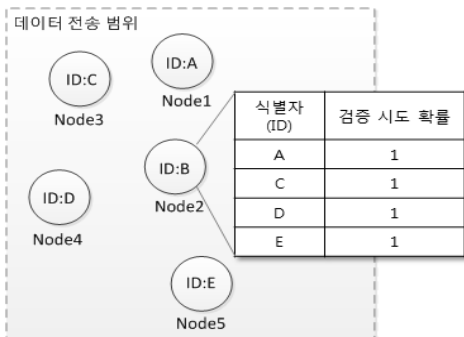 데이터 전송 범위
ID:A
Node1
ID:C
Node3
ID:B
Node2
ID:D
Node4
ID:E
Node5
식별자 (ID) 검증 시도 확률
A 1
C 1
D 1
E 1